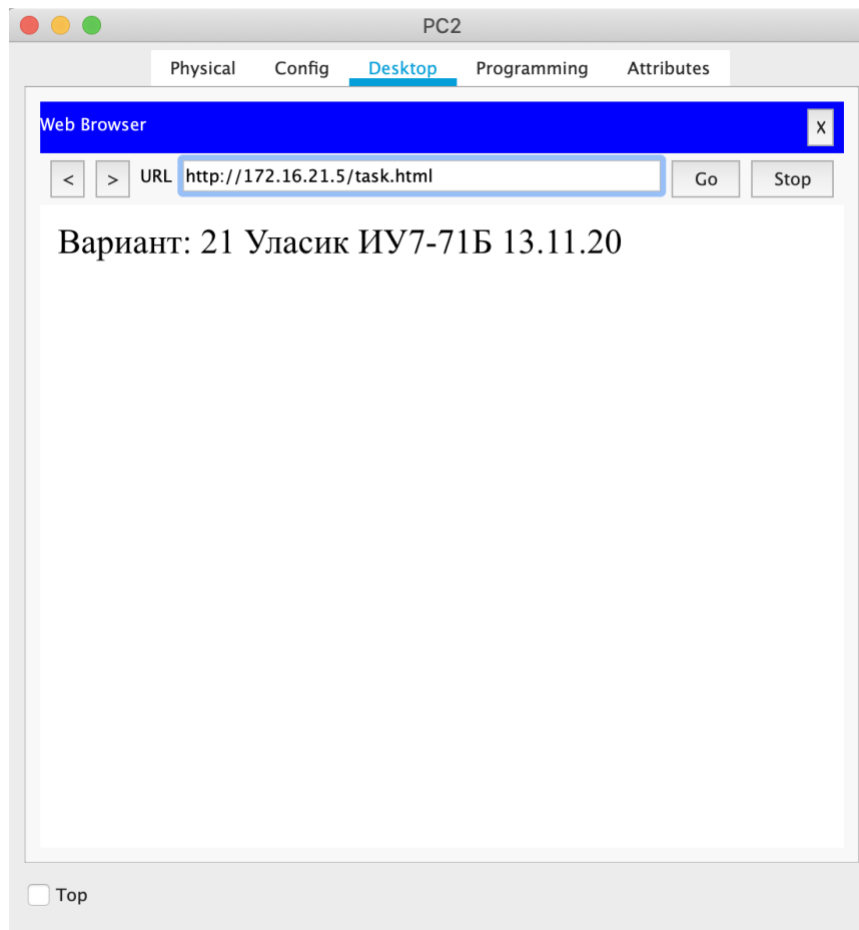 PC2
Physical Config Desktop Programming Attributes
Web Browser X
< > URL http://172.16.21.5/task.html Go Stop
Вариант: 21 Уласик ИУ7-71Б 13.11.20
Top